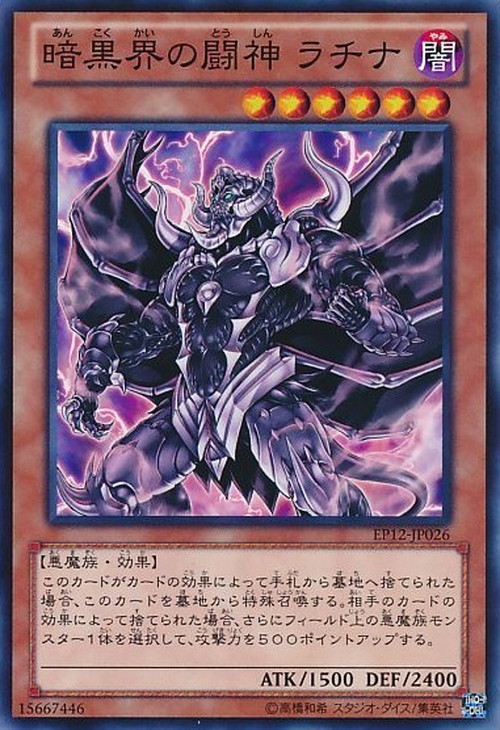 暗黒界の闘神 ラチナ
闇
EP12-JP026
【悪魔族・効果】
このカードがカードの効果によって手札から墓地へ捨てられた
場合、このカードを墓地から特殊召喚する。相手のカードの
効果によって捨てられた場合、さらにフィールド上の悪魔族モン
スター1体を選択して、攻撃力を500ポイントアップする。
ATK/1500 DEF/2400
15667446
©高橋和希 スタジオ・ダイス/集英社